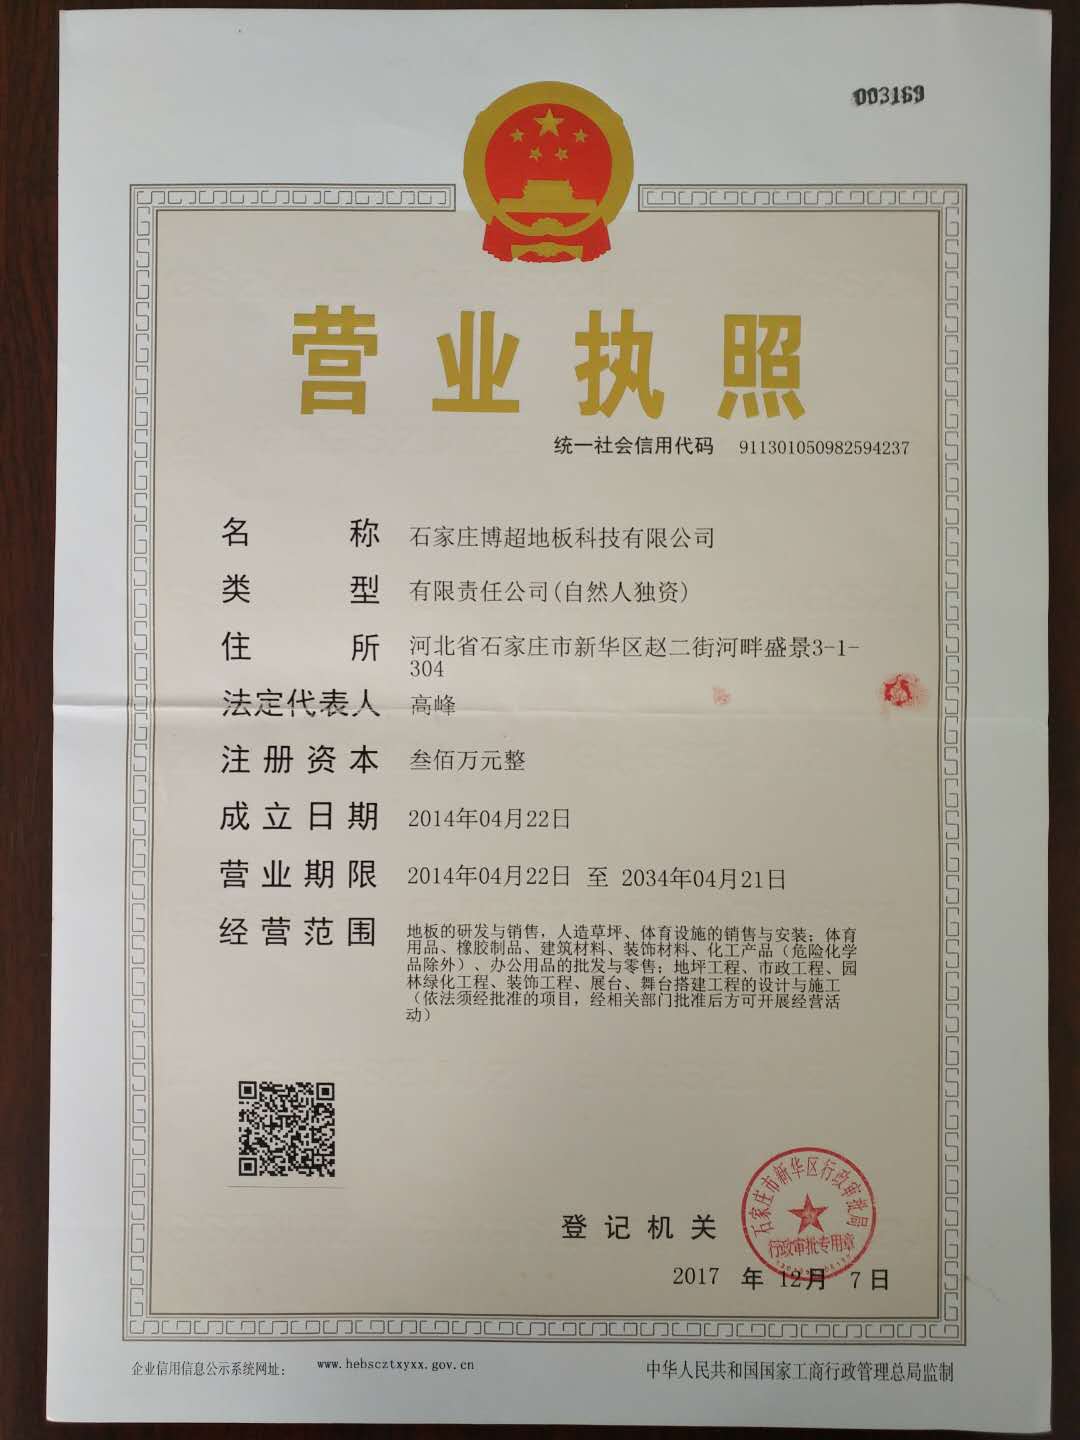 003169
营业执照
统一社会信用代码 911301050982594237
名称 石家庄博超地板科技有限公司
类型 有限责任公司(自然人独资)
住所 河北省石家庄市新华区赵二街河畔盛景3-1-
304
法定代表人 高峰
注册资本 叁佰万元整
成立日期 2014年04月22日
营业期限 2014年04月22日 至 2034年04月21日
经营范围 地板的研发与销售，人造草坪、体育设施的销售与安装；体育
用品、橡胶制品、建筑材料、装饰材料、化工产品（危险化学
品除外）、办公用品的批发与零售；地坪工程、市政工程、园
林绿化工程、装饰工程、展台、舞台搭建工程的设计与施工
（依法须经批准的项目，经相关部门批准后方可开展经营活
动）
石家庄市新华区行政审批局
行政审批专用章
登记机关
2017 年 12月 7日
企业信用信息公示系统网址： www.hebscztxyxx.gov.cn
中华人民共和国国家工商行政管理总局监制